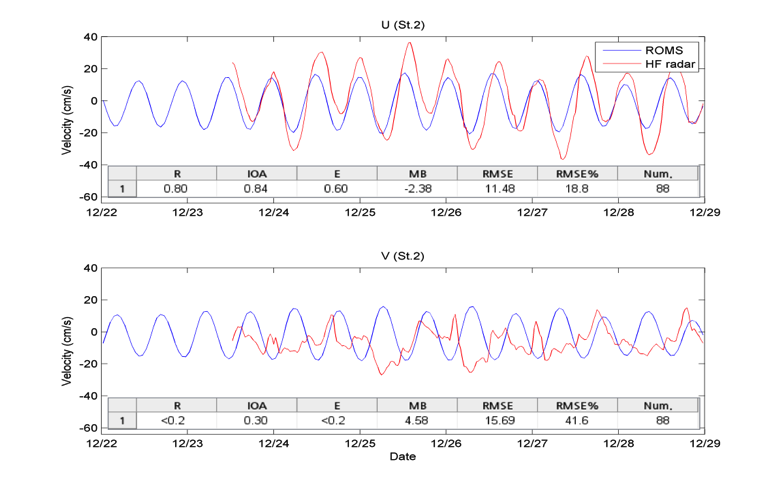 U (St.2)
40
20
0
-20
-40
-60
Velocity (cm/s)
ROMS
HF radar
R IOA E MB RMSE RMSE% Num.
1 0.80 0.84 0.60 -2.38 11.48 18.8 88
12/22 12/23 12/24 12/25 12/26 12/27 12/28 12/29
V (St.2)
40
20
0
-20
-40
-60
Velocity (cm/s)
R IOA E MB RMSE RMSE% Num.
1 <0.2 0.30 <0.2 4.58 15.69 41.6 88
12/22 12/23 12/24 12/25 12/26 12/27 12/28 12/29
Date